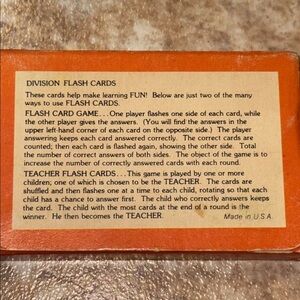 DIVISION FLASH CARDS
These cards help make learning FUN! Below are just two of the many
ways to use FLASH CARDS.
FLASH CARD GAME...One player flashes one side of each card, while
the other player gives the answers. (You will find the answers in the
upper left-hand corner of each card on the opposite side.) The player
answering keeps each card answered correctly. The correct cards are
counted; then each card is flashed again, showing the other side. Total
the number of correct answers of both sides. The object of the game is to
increase the number of correctly answered cards with each round.
TEACHER FLASH CARDS...This game is played by one or more
children; one of which is chosen to be the TEACHER. The cards are
shuffled and then flashed one at a time to each child, rotating so that each
child has a chance to answer first. The child who correctly answers keeps
the card. The child with the most cards at the end of a round is the
winner. He then becomes the TEACHER.
Made in U.S.A.